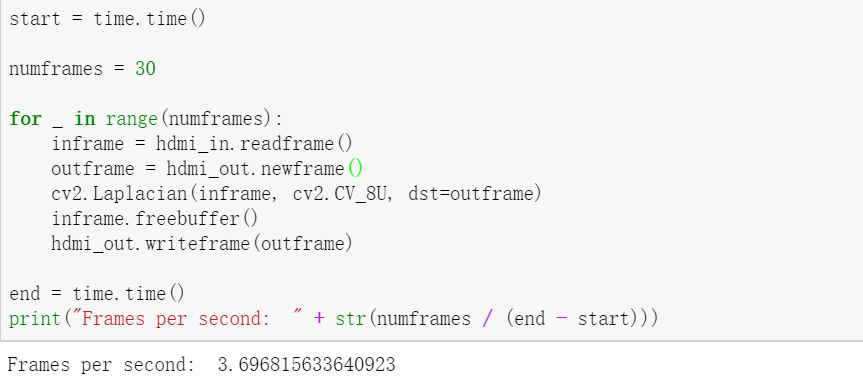 start = time.time()
numframes = 30
for _ in range(numframes):
    inframe = hdmi_in.readframe()
    outframe = hdmi_out.newframe()
    cv2.Laplacian(inframe, cv2.CV_8U, dst=outframe)
    inframe.freebuffer()
    hdmi_out.writeframe(outframe)
end = time.time()
print("Frames per second:  " + str(numframes / (end - start)))
Frames per second:  3.696815633640923